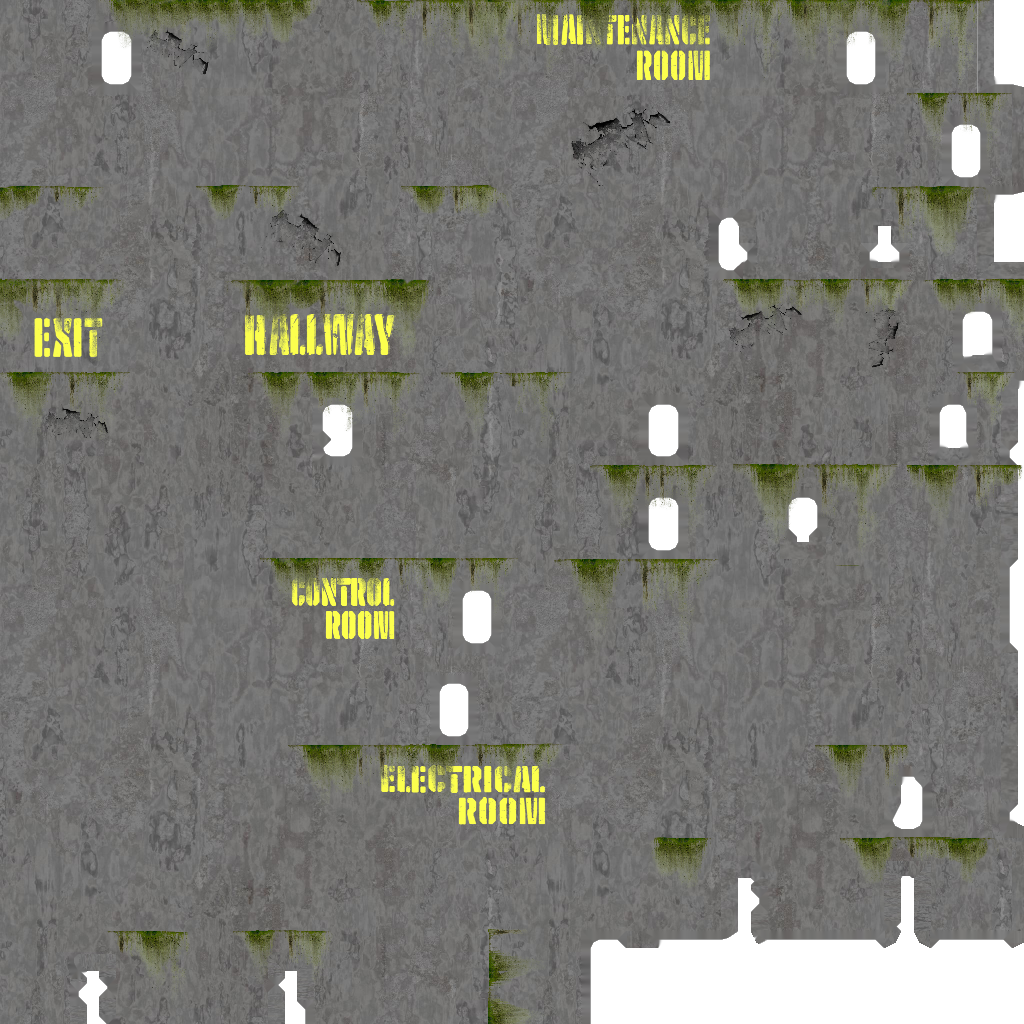 MAINTENANCE
ROOM
EXIT
HALLWAY
CONTROL
ROOM
ELECTRICAL
ROOM